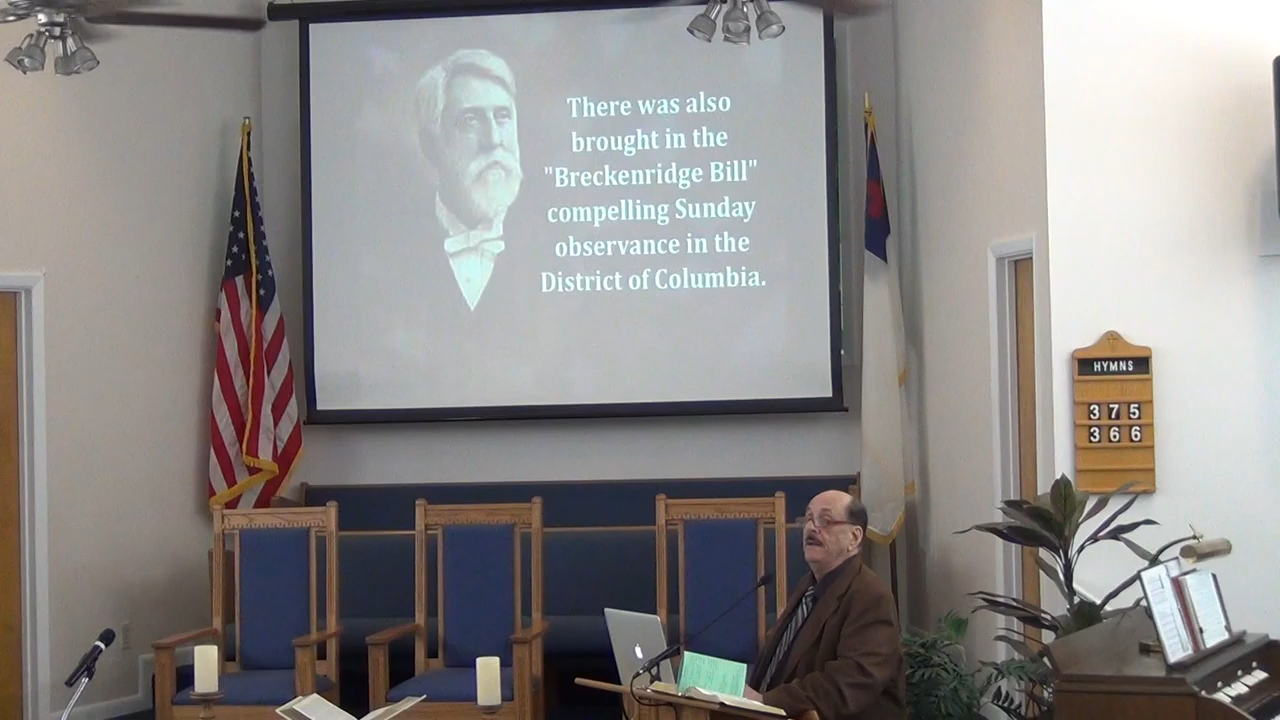 There was also
brought in the
"Breckenridge Bill"
compelling Sunday
observance in the
District of Columbia.
HYMNS
375
366